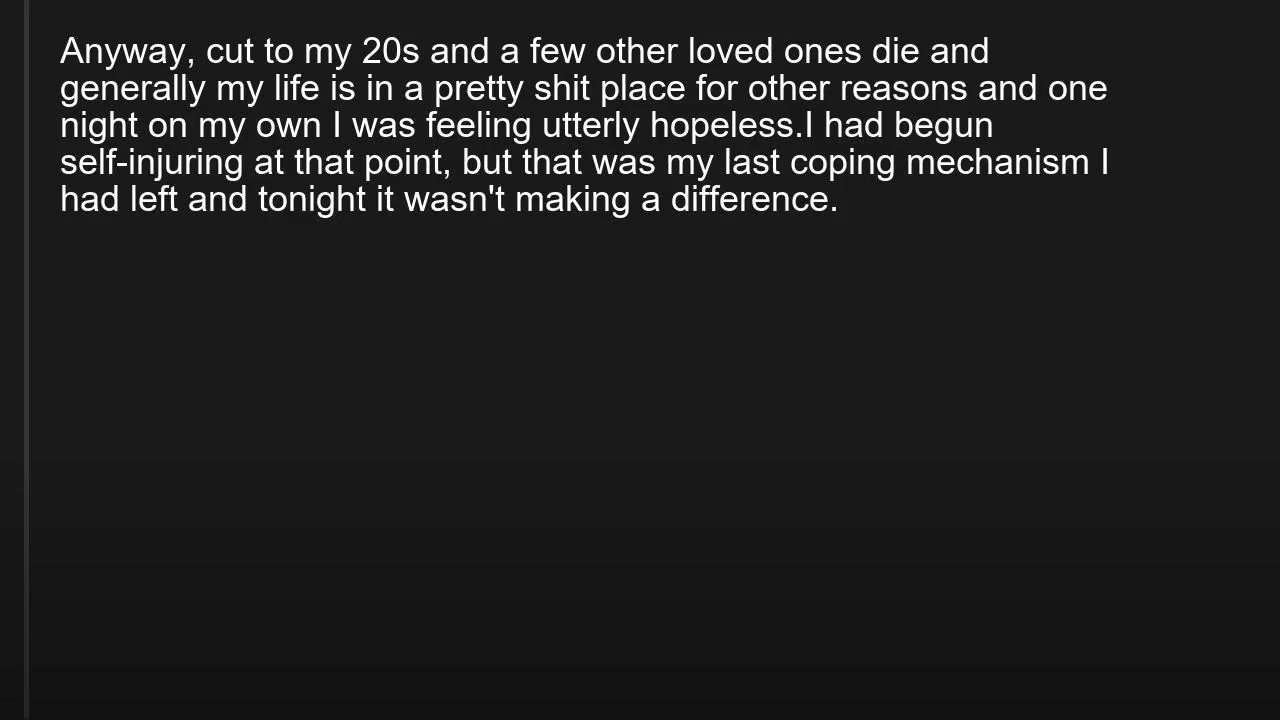 Anyway, cut to my 20s and a few other loved ones die and
generally my life is in a pretty shit place for other reasons and one
night on my own I was feeling utterly hopeless.I had begun
self-injuring at that point, but that was my last coping mechanism I
had left and tonight it wasn't making a difference.